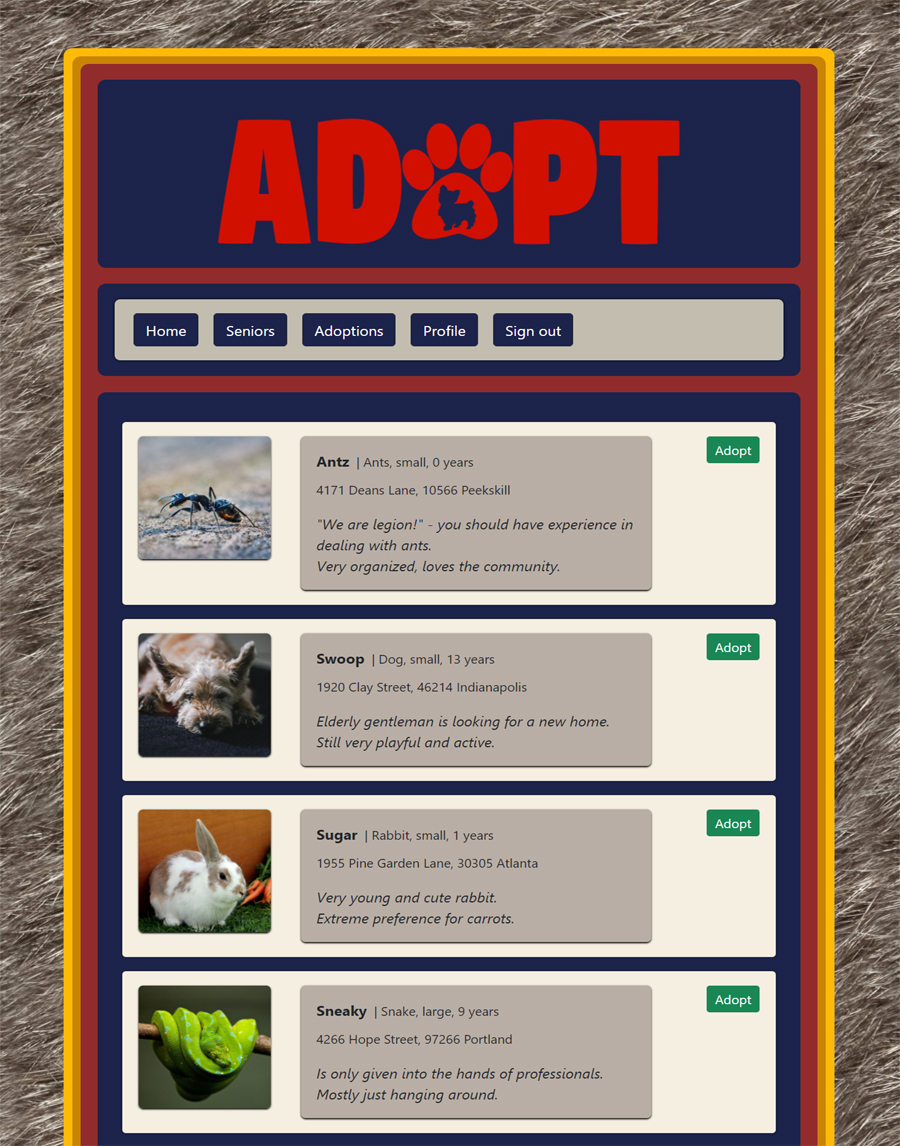 ADOPT
Home Seniors Adoptions Profile Sign out
Antz | Ants, small, 0 years
Adopt
4171 Deans Lane, 10566 Peekskill
"We are legion!" - you should have experience in
dealing with ants.
Very organized, loves the community.
Swoop | Dog, small, 13 years
Adopt
1920 Clay Street, 46214 Indianapolis
Elderly gentleman is looking for a new home.
Still very playful and active.
Sugar | Rabbit, small, 1 years
Adopt
1955 Pine Garden Lane, 30305 Atlanta
Very young and cute rabbit.
Extreme preference for carrots.
Sneaky | Snake, large, 9 years
Adopt
4266 Hope Street, 97266 Portland
Is only given into the hands of professionals.
Mostly just hanging around.